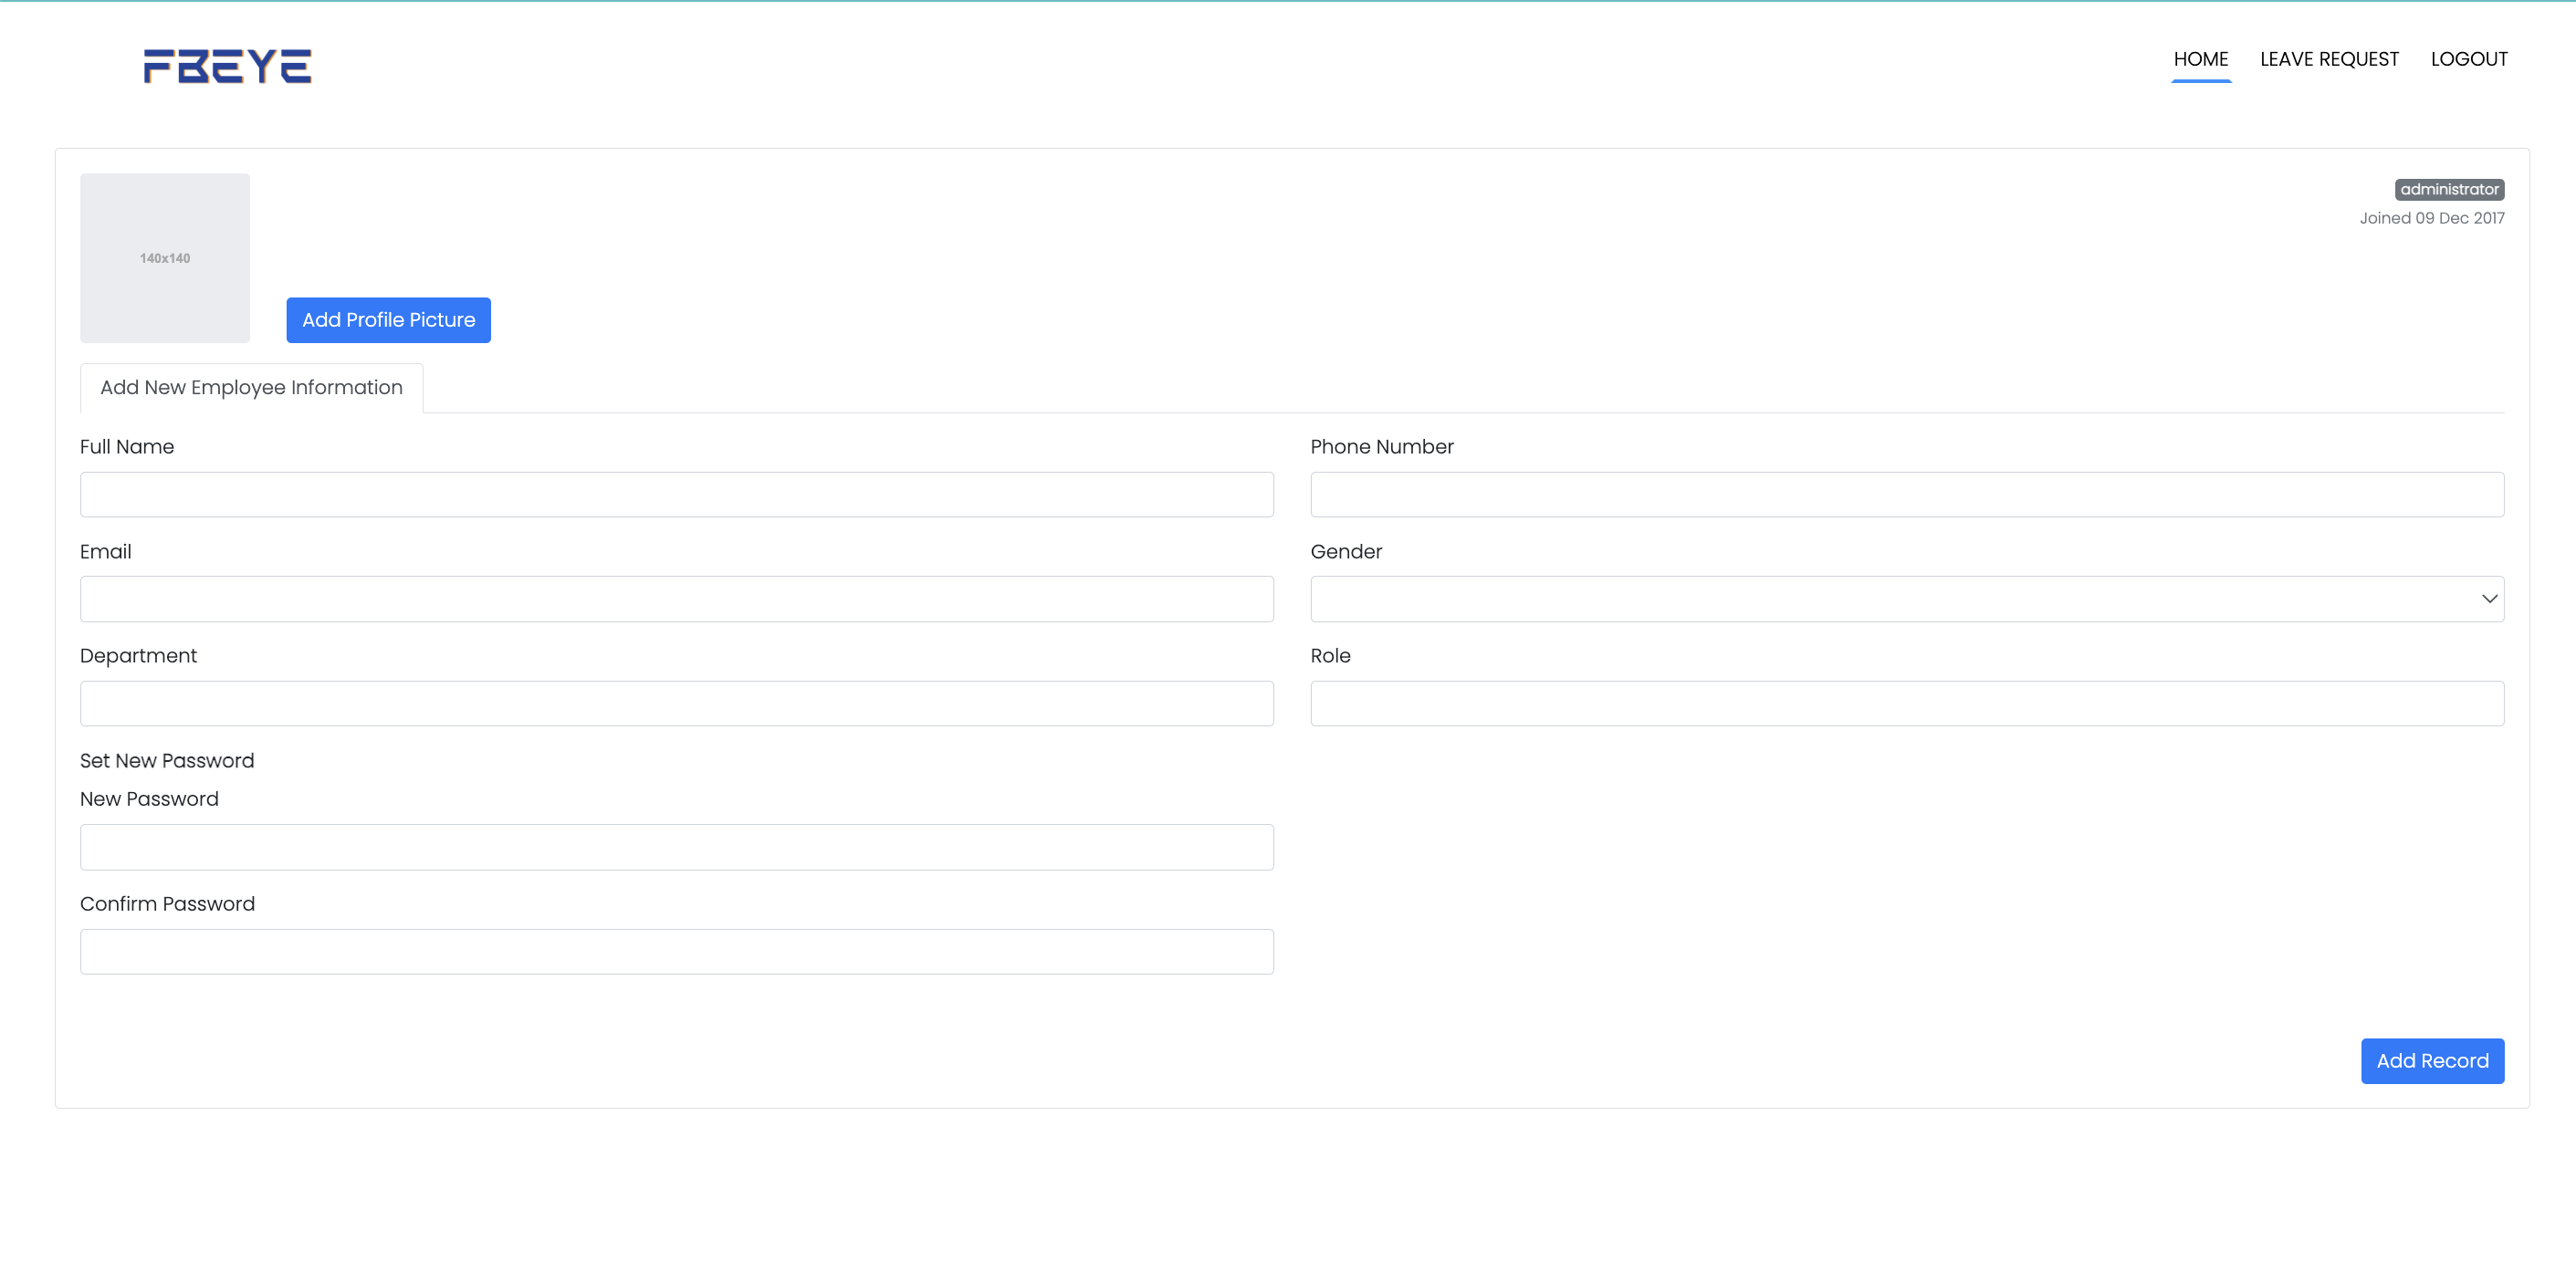 FBEYE
HOME LEAVE REQUEST LOGOUT
administrator
Joined 09 Dec 2017
140x140
Add Profile Picture
Add New Employee Information
Full Name
Phone Number
Email
Gender
Department
Role
Set New Password
New Password
Confirm Password
Add Record